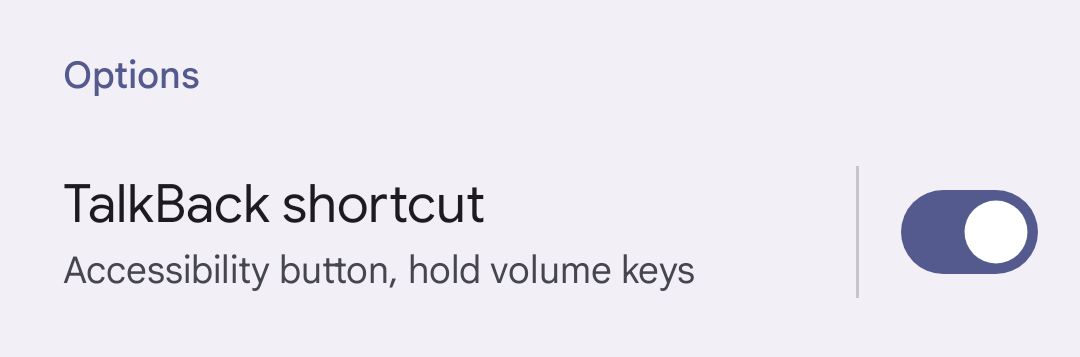 Options
TalkBack shortcut
Accessibility button, hold volume keys